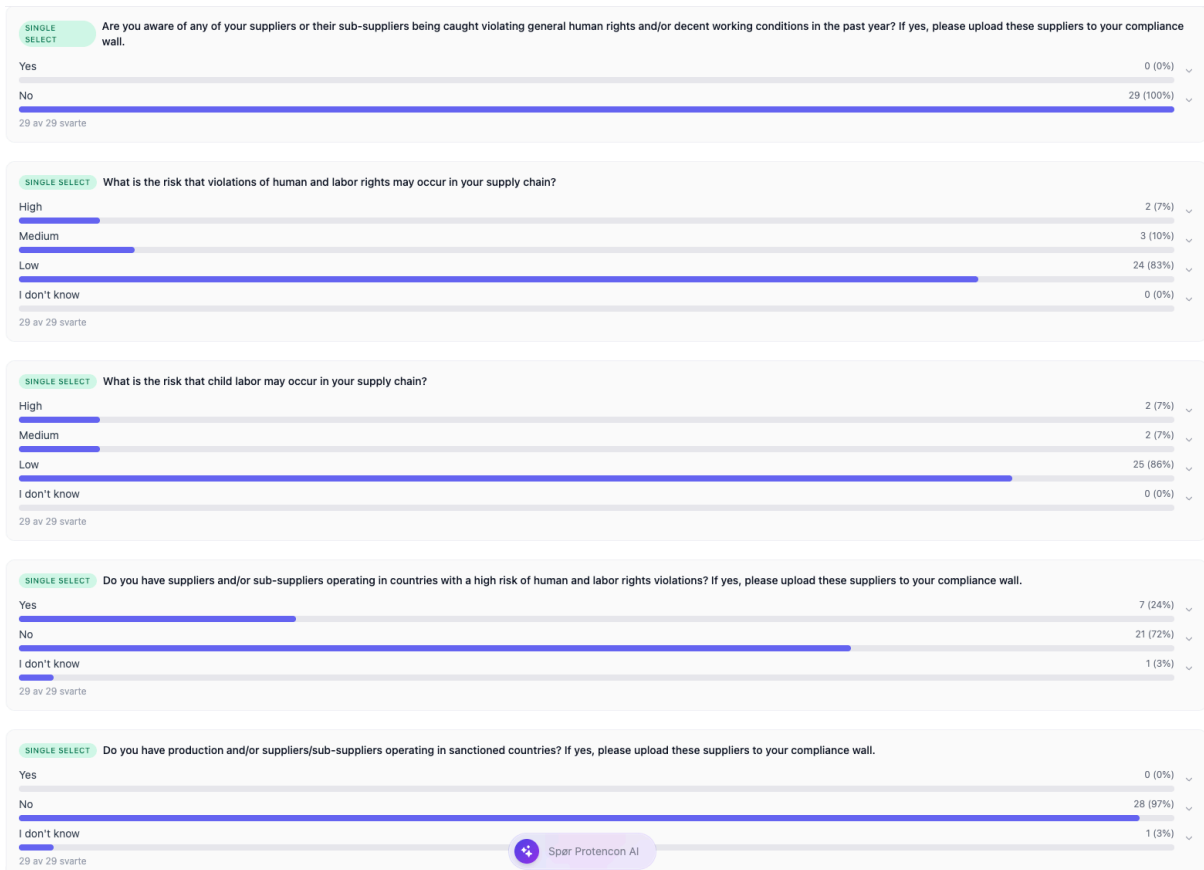 SINGLE SELECT Are you aware of any of your suppliers or their sub-suppliers being caught violating general human rights and/or decent working conditions in the past year? If yes, please upload these suppliers to your compliance
wall.
Yes 0 (0%)
No 29 (100%)
29 av 29 svarte
SINGLE SELECT What is the risk that violations of human and labor rights may occur in your supply chain?
High 2 (7%)
Medium 3 (10%)
Low 24 (83%)
I don't know 0 (0%)
29 av 29 svarte
SINGLE SELECT What is the risk that child labor may occur in your supply chain?
High 2 (7%)
Medium 2 (7%)
Low 25 (86%)
I don't know 0 (0%)
29 av 29 svarte
SINGLE SELECT Do you have suppliers and/or sub-suppliers operating in countries with a high risk of human and labor rights violations? If yes, please upload these suppliers to your compliance wall.
Yes 7 (24%)
No 21 (72%)
I don't know 1 (3%)
29 av 29 svarte
SINGLE SELECT Do you have production and/or suppliers/sub-suppliers operating in sanctioned countries? If yes, please upload these suppliers to your compliance wall.
Yes 0 (0%)
No 28 (97%)
I don't know 1 (3%)
Spør Protencon AI
29 av 29 svarte